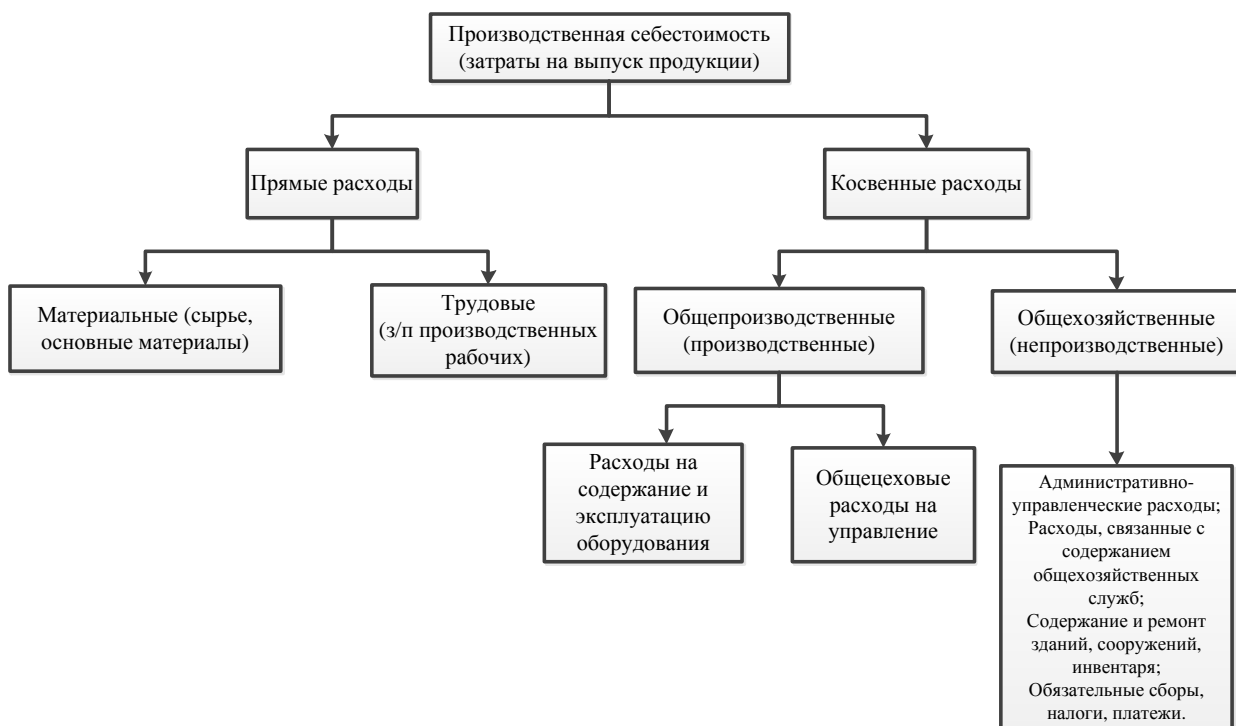 Производственная себестоимость
(затраты на выпуск продукции)
Прямые расходы
Косвенные расходы
Материальные (сырье,
основные материалы)
Трудовые
(з/п производственных
рабочих)
Общепроизводственные
(производственные)
Общехозяйственные
(непроизводственные)
Расходы на
содержание и
эксплуатацию
оборудования
Общецеховые
расходы на
управление
Административно-
управленческие расходы;
Расходы, связанные с
содержанием
общехозяйственных
служб;
Содержание и ремонт
зданий, сооружений,
инвентаря;
Обязательные сборы,
налоги, платежи.